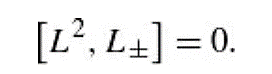 [L², L±] = 0.